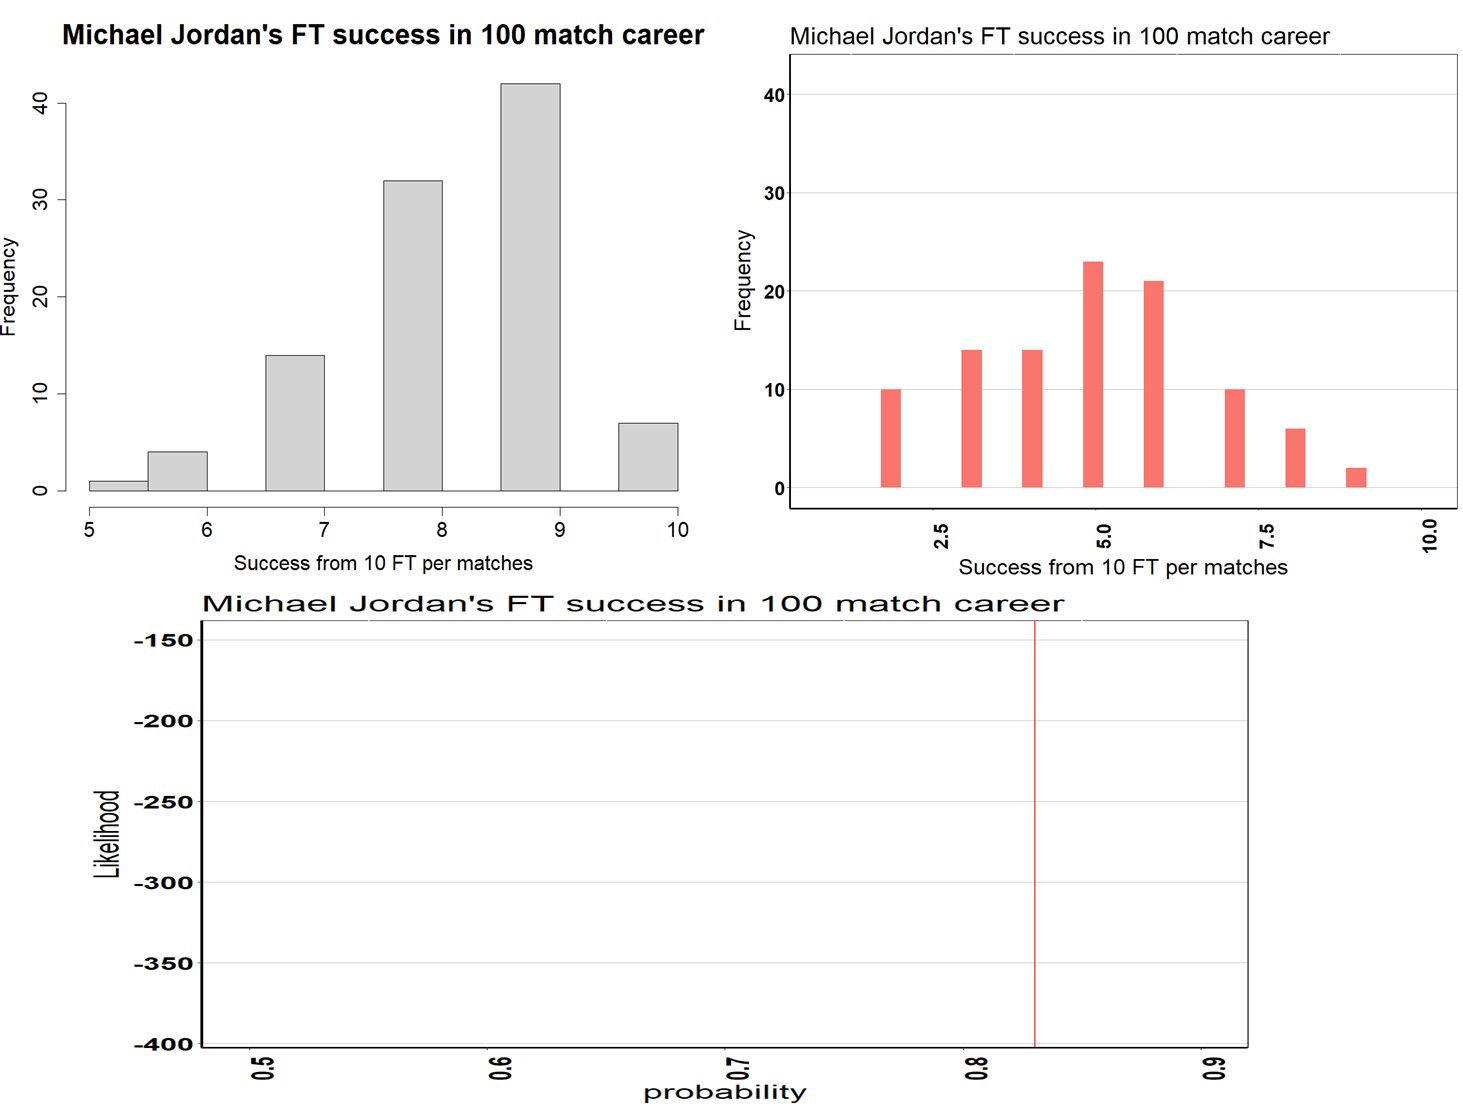 Michael Jordan's FT success in 100 match career
40
30
20
10
0
Frequency
5 6 7 8 9 10
Success from 10 FT per matches
Michael Jordan's FT success in 100 match career
40
30
20
10
0
Frequency
2.5 5.0 7.5 10.0
Success from 10 FT per matches
Michael Jordan's FT success in 100 match career
-150
-200
-250
-300
-350
-400
Likelihood
0.5 0.6 0.7 0.8 0.9
probability